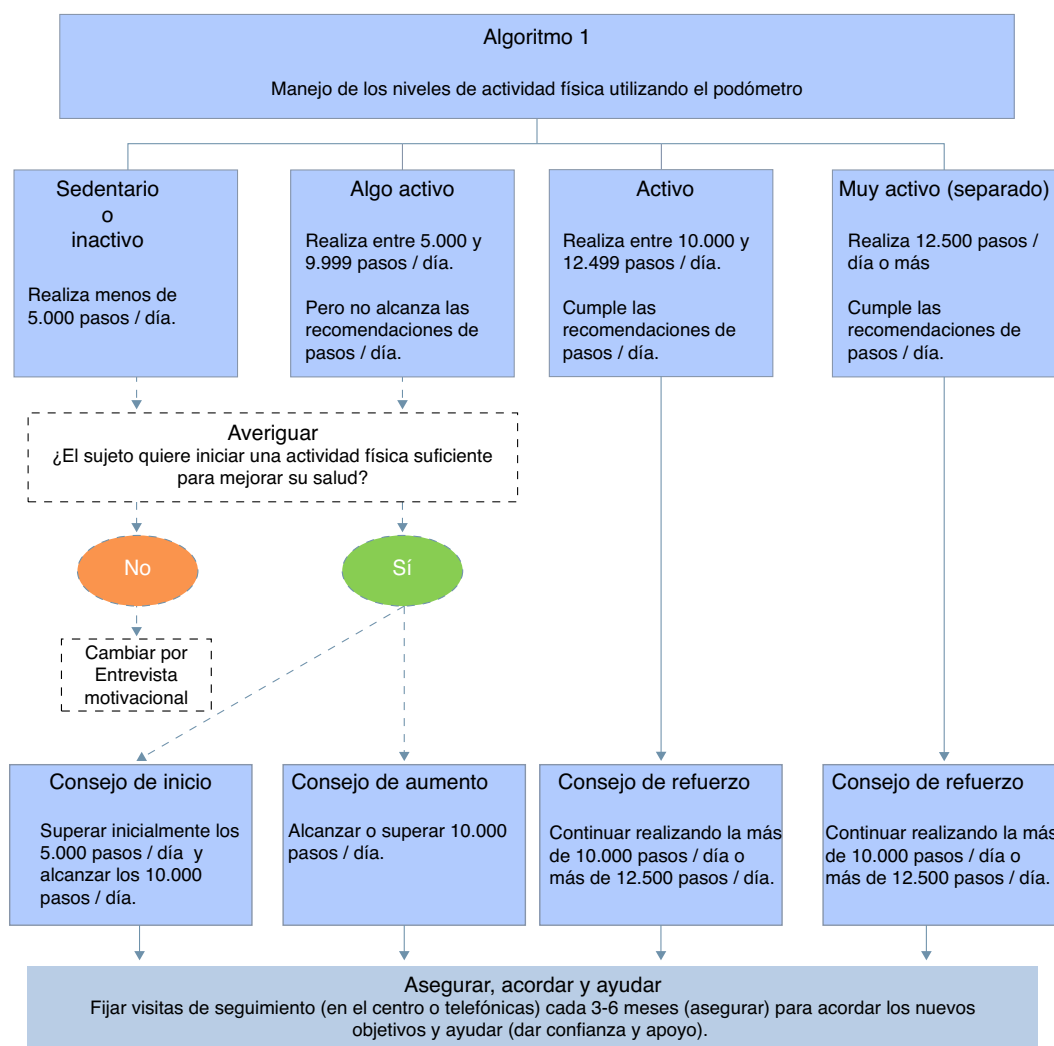 Algoritmo 1
Manejo de los niveles de actividad física utilizando el podómetro
Sedentario
o
inactivo
Realiza menos de
5.000 pasos / día.
Algo activo
Realiza entre 5.000 y
9.999 pasos / día.
Pero no alcanza las
recomendaciones de
pasos / día.
Activo
Realiza entre 10.000 y
12.499 pasos / día.
Cumple las
recomendaciones de
pasos / día.
Muy activo (separado)
Realiza 12.500 pasos /
día o más
Cumple las
recomendaciones de
pasos / día.
Averiguar
¿El sujeto quiere iniciar una actividad física suficiente
para mejorar su salud?
No
Sí
Cambiar por
Entrevista
motivacional
Consejo de inicio
Superar inicialmente los
5.000 pasos / día y
alcanzar los 10.000
pasos / día.
Consejo de aumento
Alcanzar o superar 10.000
pasos / día.
Consejo de refuerzo
Continuar realizando la más
de 10.000 pasos / día o
más de 12.500 pasos / día.
Consejo de refuerzo
Continuar realizando la más
de 10.000 pasos / día o
más de 12.500 pasos / día.
Asegurar, acordar y ayudar
Fijar visitas de seguimiento (en el centro o telefónicas) cada 3-6 meses (asegurar) para acordar los nuevos
objetivos y ayudar (dar confianza y apoyo).